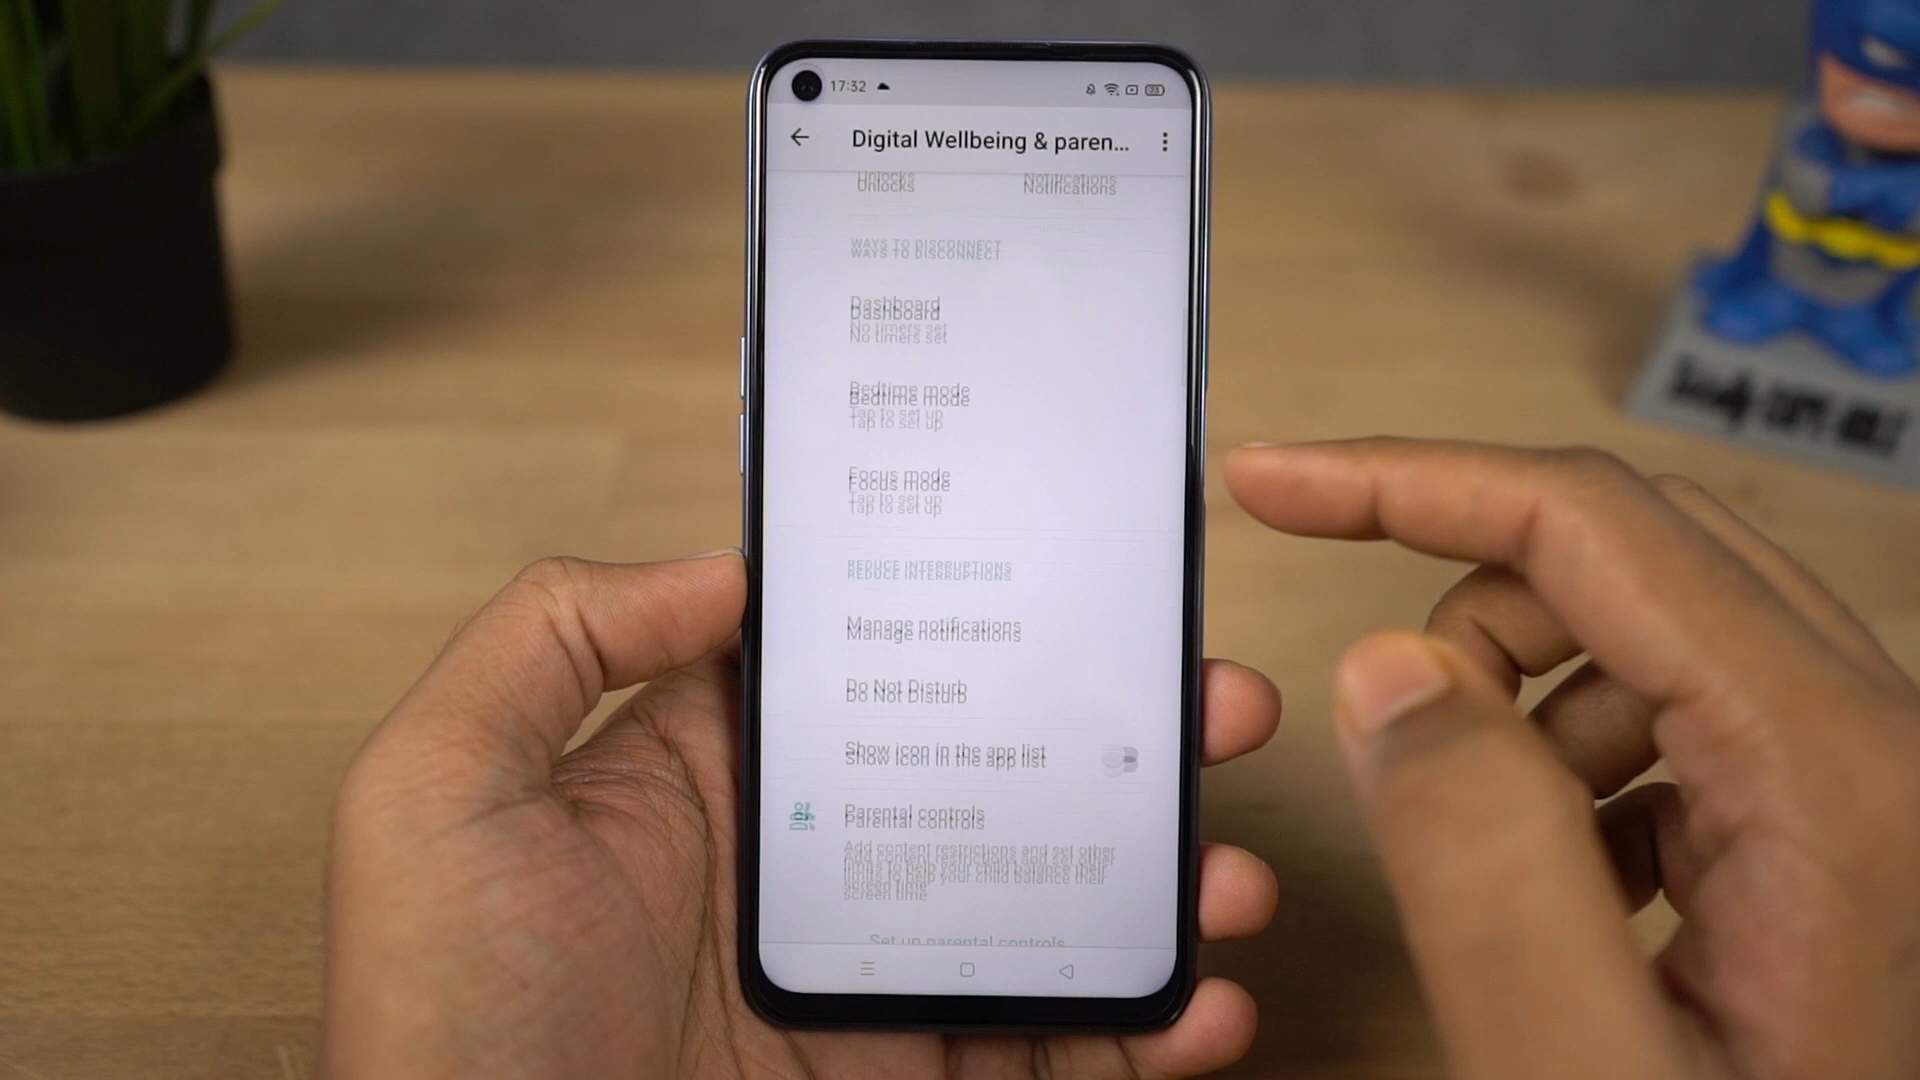 17:32
Digital Wellbeing & paren...
Unlocks Notifications
WAYS TO DISCONNECT
Dashboard
No timers set
Bedtime mode
Tap to set up
Focus mode
Tap to set up
REDUCE INTERRUPTIONS
Manage notifications
Do Not Disturb
Show icon in the app list
Parental controls
Add content restrictions and set other
limits to help your child balance their
screen time
Set up parental controls